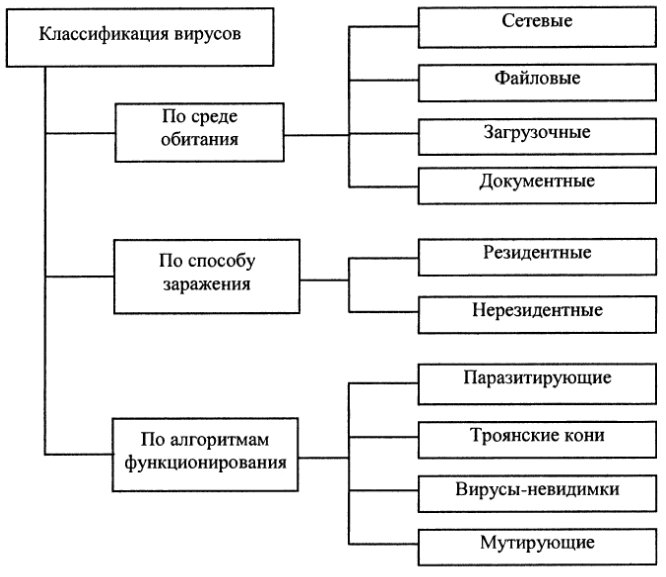 Классификация вирусов
Сетевые
Файловые
По среде
обитания
Загрузочные
Документные
По способу
заражения
Резидентные
Нерезидентные
Паразитирующие
По алгоритмам
функционирования
Троянские кони
Вирусы-невидимки
Мутирующие